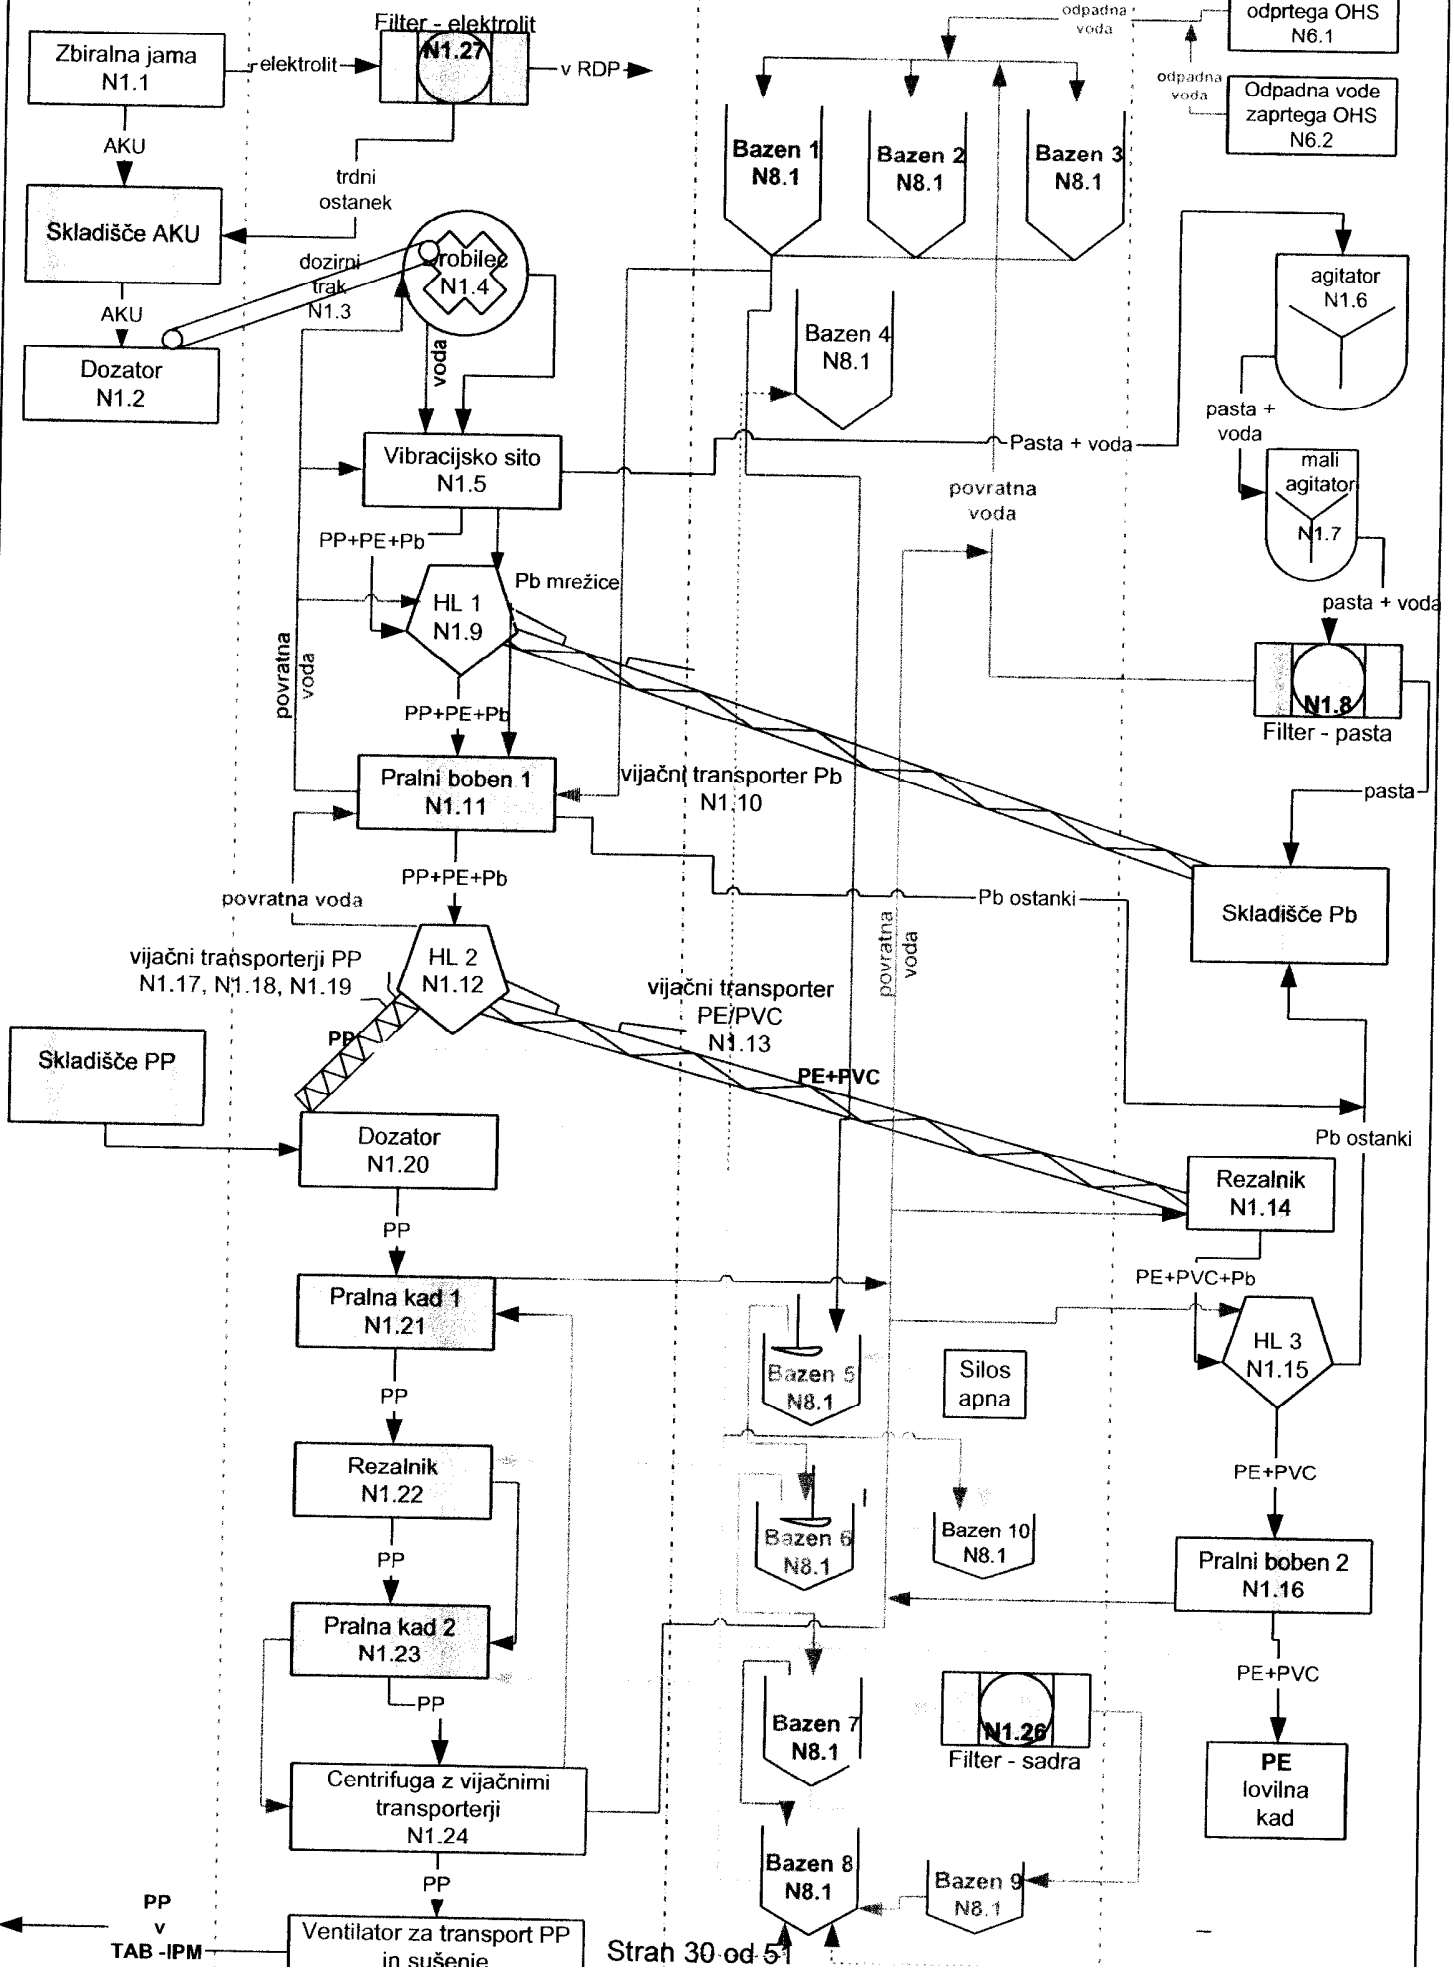 Filter - elektrolit
N1.27
Zbiralna jama
N1.1
elektrolit
v RDP
AKU
trdni
ostanek
Skladišče AKU
AKU
dozirni
trak
N1.3
Drobilec
N1.4
Dozator
N1.2
voda
Vibracijsko sito
N1.5
PP+PE+Pb
Pb mrežice
HL 1
N1.9
povratna
voda
PP+PE+Pb
Pralni boben 1
N1.11
vijačni transporter Pb
N1.10
PP+PE+Pb
povratna voda
HL 2
N1.12
vijačni transporterji PP
N1.17, N1.18, N1.19
PP
vijačni transporter
PE/PVC
N1.13
PE+PVC
Skladišče PP
Dozator
N1.20
PP
Pralna kad 1
N1.21
PP
Rezalnik
N1.22
PP
Pralna kad 2
N1.23
PP
Centrifuga z vijačnimi
transporterji
N1.24
PP
Ventilator za transport PP
in sušenje
PP
v
TAB -IPM
odpadna
voda
odprtega OHS
N6.1
odpadna
voda
Odpadna vode
zaprtega OHS
N6.2
Bazen 1
N8.1
Bazen 2
N8.1
Bazen 3
N8.1
Bazen 4
N8.1
agitator
N1.6
pasta +
voda
Pasta + voda
mali
agitator
N1.7
povratna
voda
pasta + voda
N1.8
Filter - pasta
pasta
Skladišče Pb
Pb ostanki
povratna
voda
Pb ostanki
Rezalnik
N1.14
PE+PVC+Pb
HL 3
N1.15
PE+PVC
Pralni boben 2
N1.16
PE+PVC
PE
lovilna
kad
Bazen 5
N8.1
Silos
apna
Bazen 6
N8.1
Bazen 10
N8.1
Bazen 7
N8.1
N1.26
Filter - sadra
Bazen 8
N8.1
Bazen 9
N8.1
Stran 30 od 51